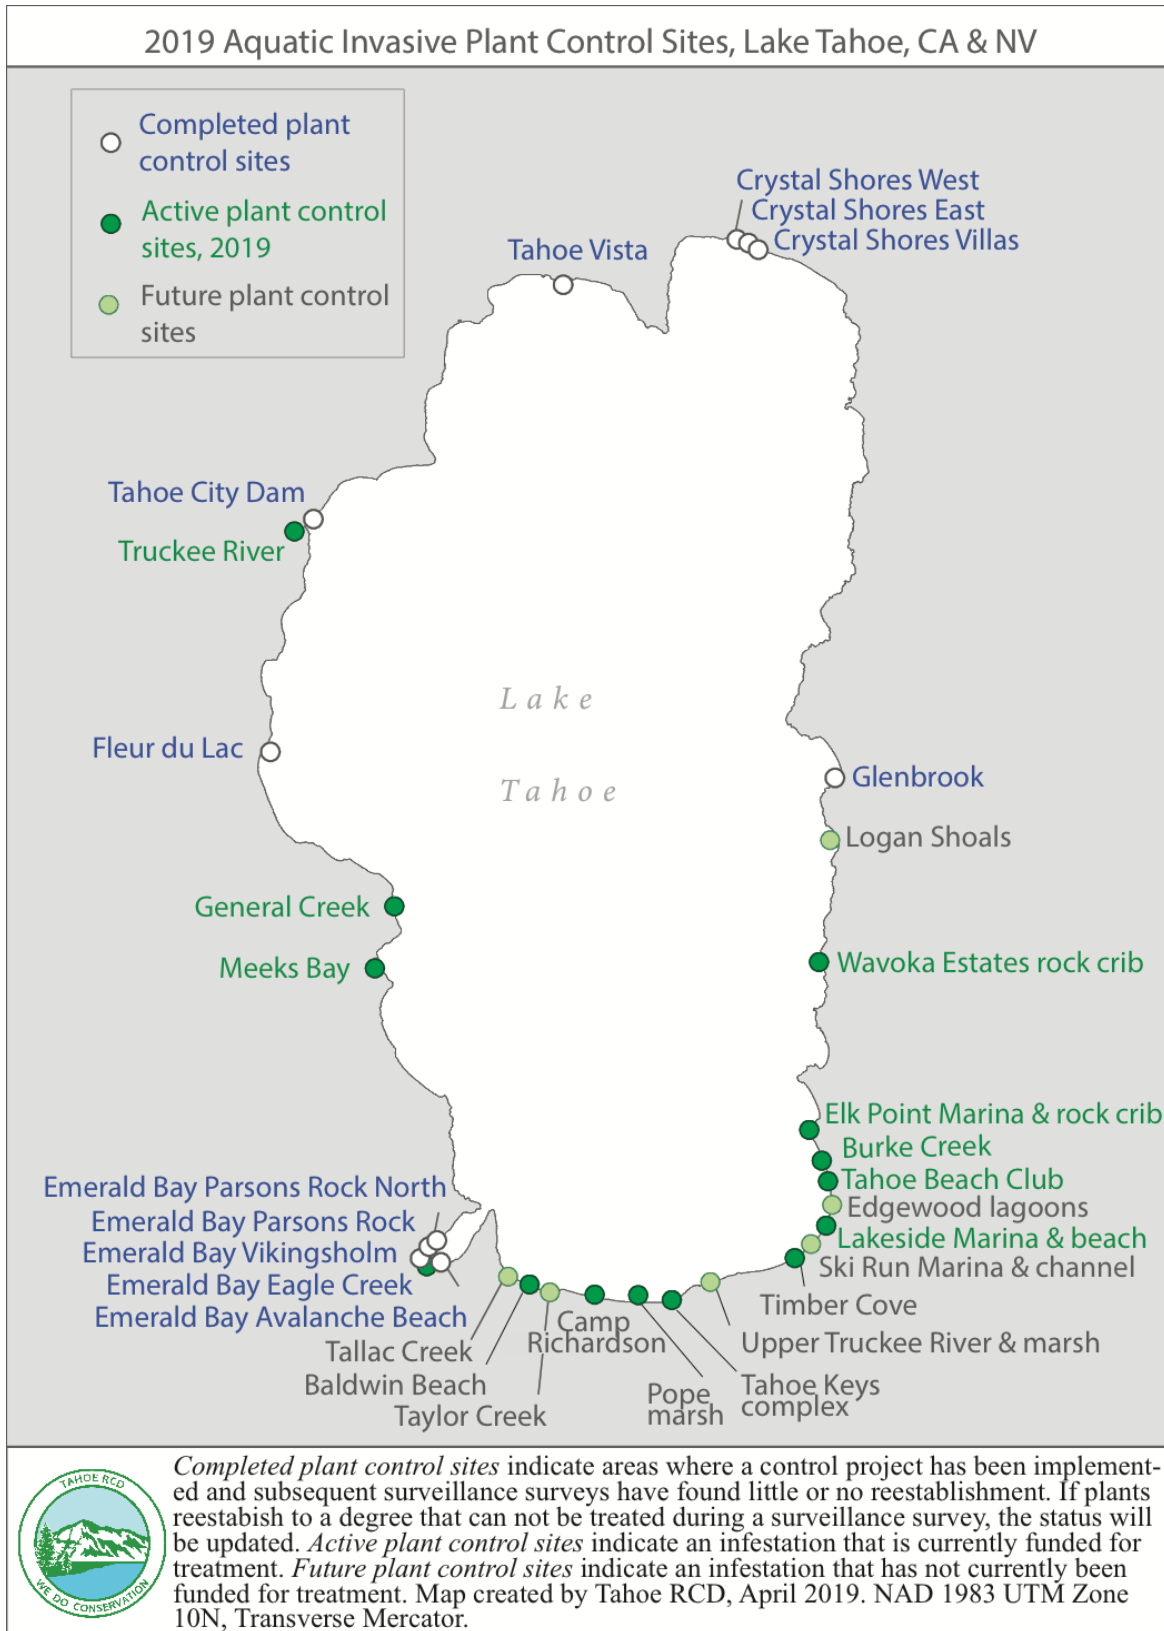 2019 Aquatic Invasive Plant Control Sites, Lake Tahoe, CA & NV
Completed plant
control sites
Active plant control
sites, 2019
Future plant control
sites
Crystal Shores West
Crystal Shores East
Crystal Shores Villas
Tahoe Vista
Tahoe City Dam
Truckee River
Lake
Tahoe
Fleur du Lac
Glenbrook
Logan Shoals
General Creek
Meeks Bay
Wavoka Estates rock crib
Elk Point Marina & rock crib
Burke Creek
Tahoe Beach Club
Edgewood lagoons
Lakeside Marina & beach
Ski Run Marina & channel
Timber Cove
Upper Truckee River & marsh
Emerald Bay Parsons Rock North
Emerald Bay Parsons Rock
Emerald Bay Vikingsholm
Emerald Bay Eagle Creek
Emerald Bay Avalanche Beach
Tallac Creek
Baldwin Beach
Taylor Creek
Camp
Richardson
Pope
marsh
Tahoe Keys
complex
TAHOE RCD
WE DO CONSERVATION
Completed plant control sites indicate areas where a control project has been implement-
ed and subsequent surveillance surveys have found little or no reestablishment. If plants
reestabish to a degree that can not be treated during a surveillance survey, the status will
be updated. Active plant control sites indicate an infestation that is currently funded for
treatment. Future plant control sites indicate an infestation that has not currently been
funded for treatment. Map created by Tahoe RCD, April 2019. NAD 1983 UTM Zone
10N, Transverse Mercator.